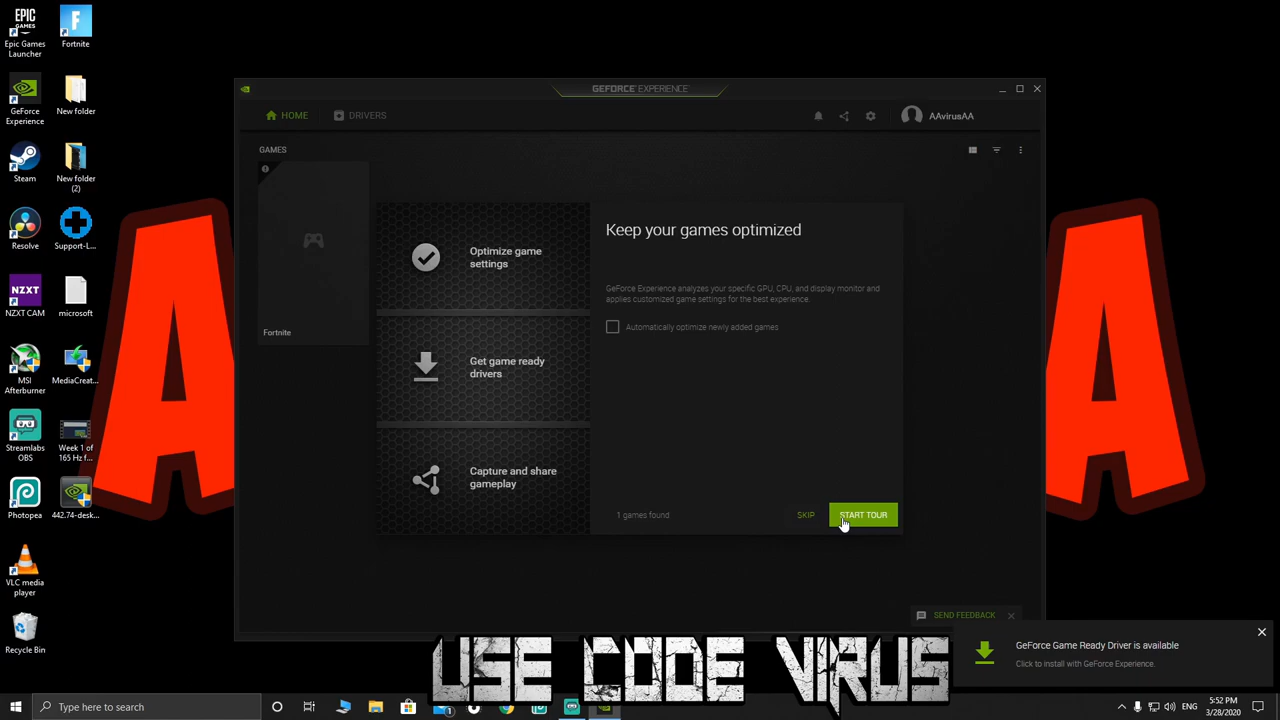 EPIC
GAMES
Epic Games
Launcher
F
Fortnite
GeForce
Experience
New folder
Steam
New folder
(2)
Resolve
Support-L...
NZXT
NZXT CAM
microsoft
MSI
Afterburner
MediaCreat...
Streamlabs
OBS
Week 1 of
165 Hz f...
Photopea
442.74-desk...
VLC media
player
Recycle Bin
A
A
GEFORCE EXPERIENCE
HOME
DRIVERS
AAvirusAA
GAMES
Fortnite
Optimize game
settings
Get game ready
drivers
Capture and share
gameplay
Keep your games optimized
GeForce Experience analyzes your specific GPU, CPU, and display monitor and
applies customized game settings for the best experience.
Automatically optimize newly added games
1 games found
SKIP
START TOUR
SEND FEEDBACK
GeForce Game Ready Driver is available
Click to install with GeForce Experience.
USE CODE VIRUS
Type here to search
5:52 PM
3/28/2020